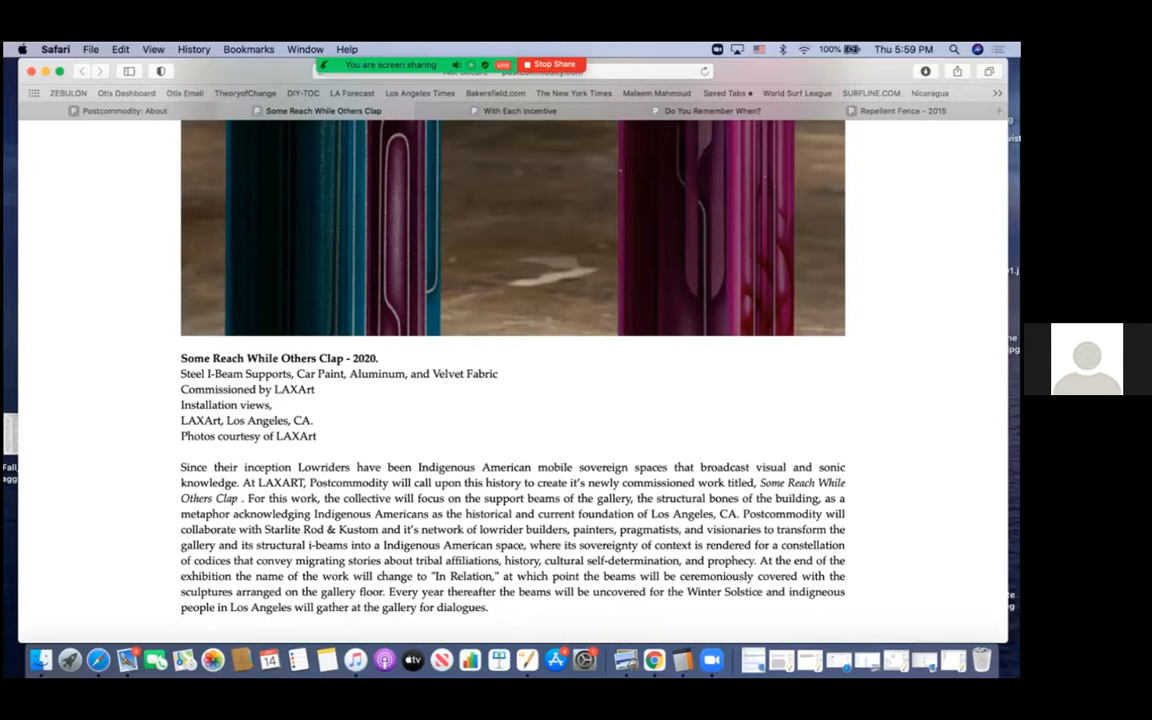 Safari File Edit View History Bookmarks Window Help 100% Thu 5:59 PM
You are screen sharing LIVE Stop Share
ZEBULON Otis Dashboard Otis Email TheoryofChange DIY-TOC LA Forecast Los Angeles Times Bakersfield.com The New York Times Maleem Mahmoud Saved Tabs World Surf League SURFLINE.COM Nicaragua
Postcommodity: About Some Reach While Others Clap With Each Incentive Do You Remember When? Repellent Fence - 2015
Some Reach While Others Clap - 2020.
Steel I-Beam Supports, Car Paint, Aluminum, and Velvet Fabric
Commissioned by LAXArt
Installation views,
LAXArt, Los Angeles, CA.
Photos courtesy of LAXArt
Since their inception Lowriders have been Indigenous American mobile sovereign spaces that broadcast visual and sonic
knowledge. At LAXART, Postcommodity will call upon this history to create it's newly commissioned work titled, Some Reach While
Others Clap . For this work, the collective will focus on the support beams of the gallery, the structural bones of the building, as a
metaphor acknowledging Indigenous Americans as the historical and current foundation of Los Angeles, CA. Postcommodity will
collaborate with Starlite Rod & Kustom and it's network of lowrider builders, painters, pragmatists, and visionaries to transform the
gallery and its structural i-beams into a Indigenous American space, where its sovereignty of context is rendered for a constellation
of codices that convey migrating stories about tribal affiliations, history, cultural self-determination, and prophecy. At the end of the
exhibition the name of the work will change to "In Relation," at which point the beams will be ceremoniously covered with the
sculptures arranged on the gallery floor. Every year thereafter the beams will be uncovered for the Winter Solstice and indigneous
people in Los Angeles will gather at the gallery for dialogues.
tv
14